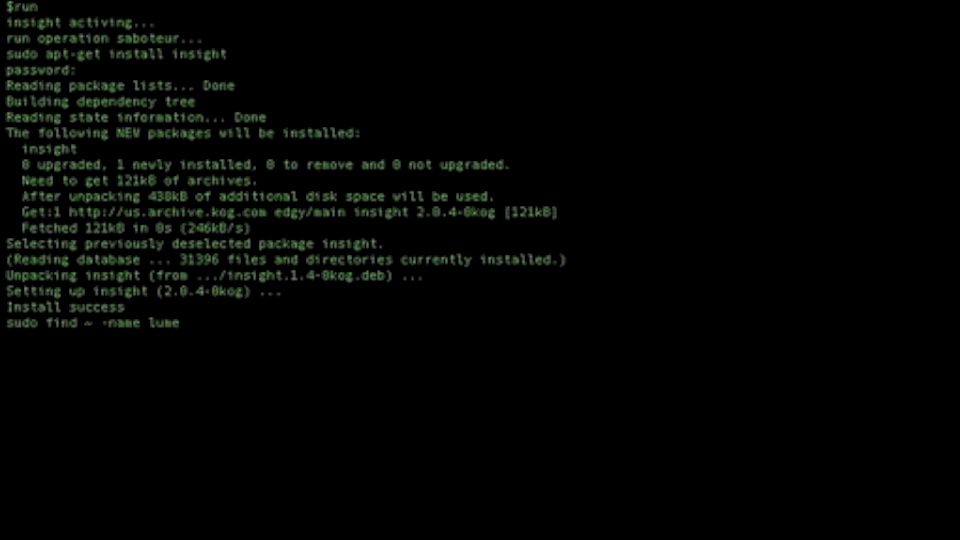 $run
insight activing...
run operation saboteur...
sudo apt-get install insight
password:
Reading package lists... Done
Building dependency tree
Reading state information... Done
The following NEW packages will be installed:
insight
0 upgraded, 1 newly installed, 0 to remove and 0 not upgraded.
Need to get 121kB of archives.
After unpacking 438kB of additional disk space will be used.
Get:1 http://us.archive.kog.com edgy/main insight 2.0.4-0kog [121kB]
Fetched 121kB in 0s (246kB/s)
Selecting previously deselected package insight.
(Reading database ... 31396 files and directories currently installed.)
Unpacking insight (from .../insight.1.4-0kog.deb) ...
Setting up insight (2.0.4-0kog) ...
Install success
sudo find ~ -name lume